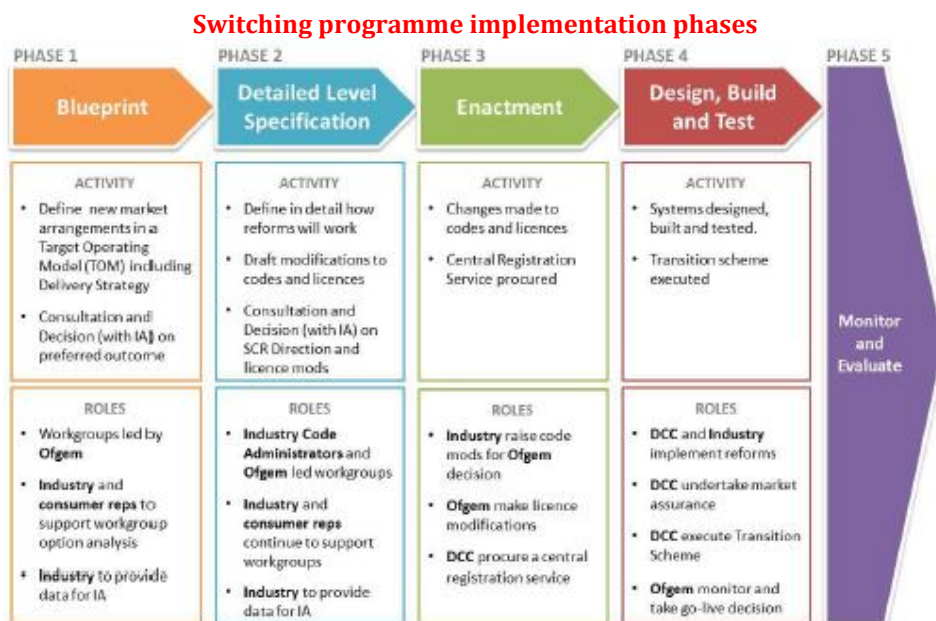 Switching programme implementation phases
PHASE 1
Blueprint
ACTIVITY
• Define new market
arrangements in a
Target Operating
Model (TOM) including
Delivery Strategy
• Consultation and
Decision (with IA) on
preferred outcome
ROLES
• Workgroups led by
Ofgem
• Industry and
consumer reps to
support workgroup
option analysis
• Industry to provide
data for IA
PHASE 2
Detailed Level
Specification
ACTIVITY
• Define in detail how
reforms will work
• Draft modifications to
codes and licences
• Consultation and
Decision (with IA) on
SCR Direction and
licence mods
ROLES
• Industry Code
Administrators and
Ofgem led workgroups
• Industry and
consumer reps
continue to support
workgroups
• Industry to provide
data for IA
PHASE 3
Enactment
ACTIVITY
• Changes made to
codes and licences
• Central Registration
Service procured
ROLES
• Industry raise code
mods for Ofgem
decision
• Ofgem make licence
modifications
• DCC procure a central
registration service
PHASE 4
Design, Build
and Test
ACTIVITY
• Systems designed,
built and tested.
• Transition scheme
executed
ROLES
• DCC and Industry
implement reforms
• DCC undertake market
assurance
• DCC execute Transition
Scheme
• Ofgem monitor and
take go-live decision
PHASE 5
Monitor
and
Evaluate